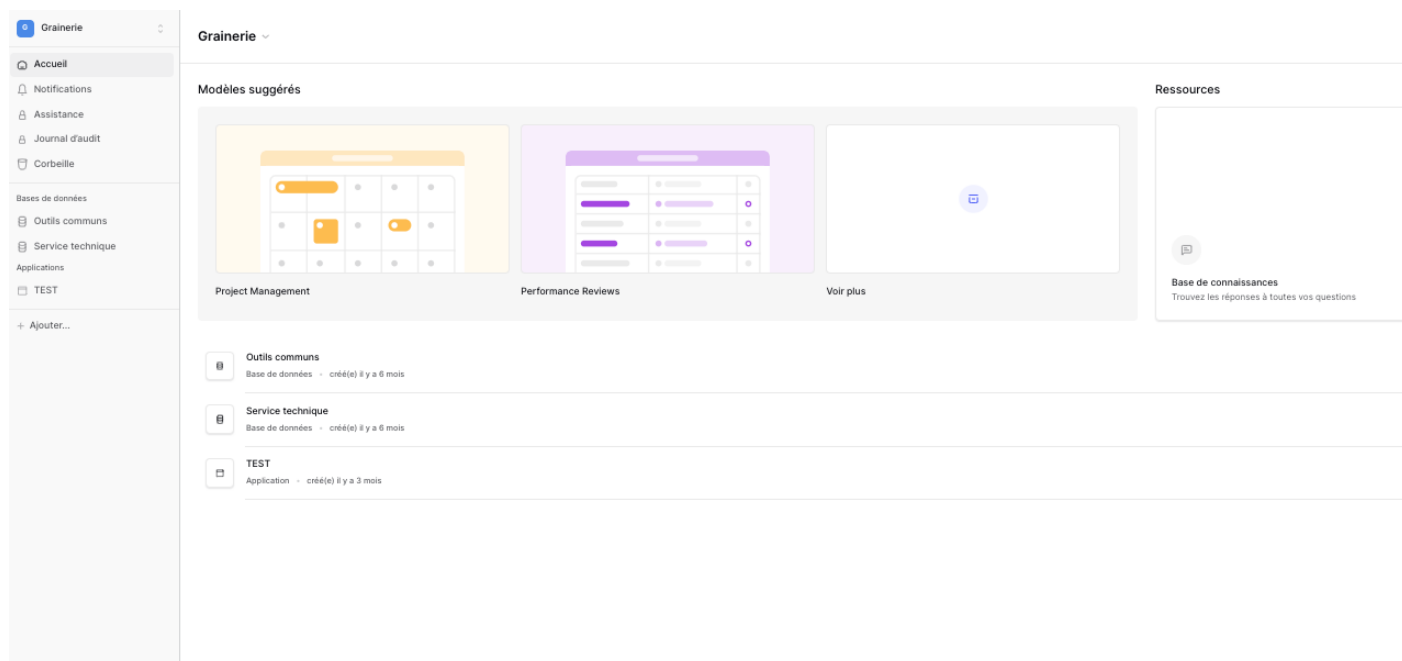 G Grainerie
Accueil
Notifications
Assistance
Journal d'audit
Corbeille
Bases de données
Outils communs
Service technique
Applications
TEST
+ Ajouter...
Grainerie
Modèles suggérés
Project Management
Performance Reviews
Voir plus
Ressources
Base de connaissances
Trouvez les réponses à toutes vos questions
Outils communs
Base de données • créé(e) il y a 6 mois
Service technique
Base de données • créé(e) il y a 6 mois
TEST
Application • créé(e) il y a 3 mois